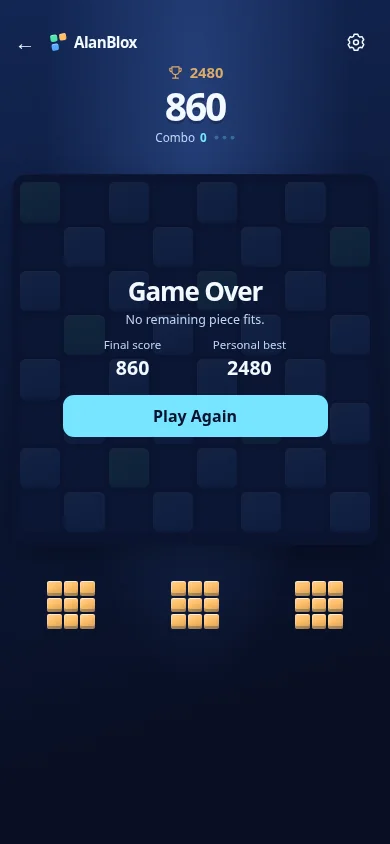 ← AlanBlox
2480
860
Combo 0
Game Over
No remaining piece fits.
Final score Personal best
860 2480
Play Again